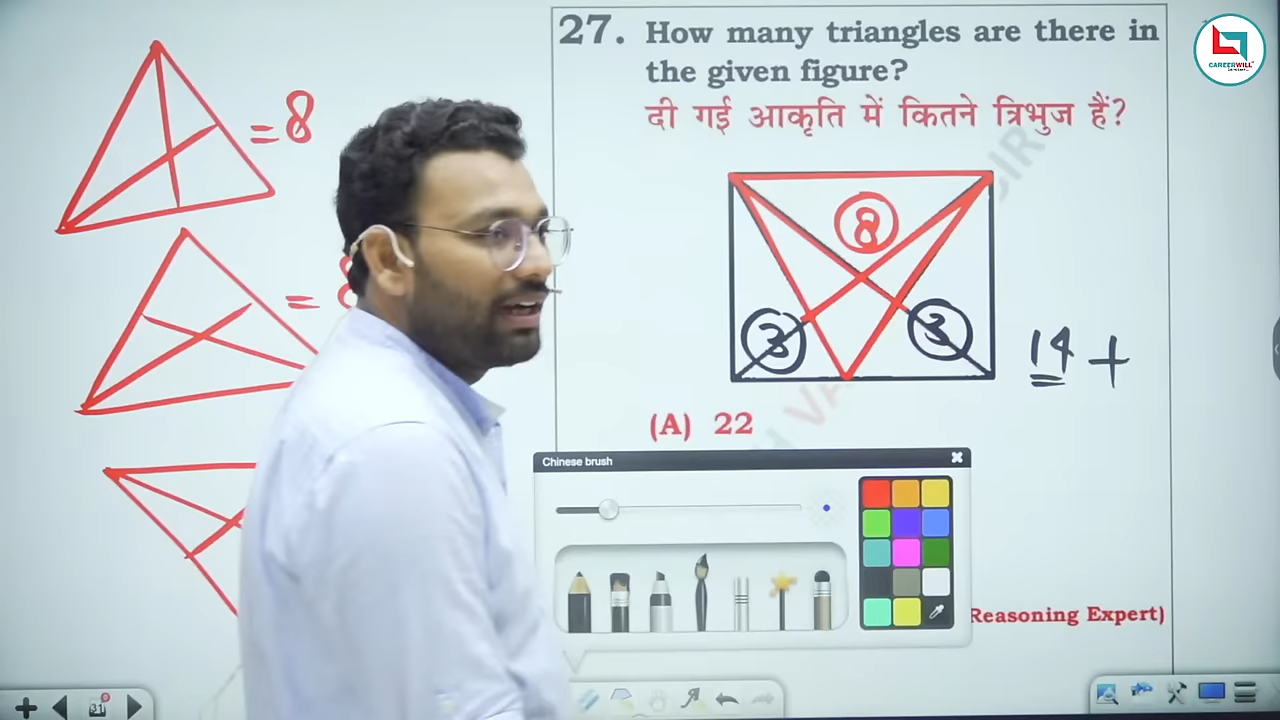 27. How many triangles are there in
the given figure?
दी गई आकृति में कितने त्रिभुज हैं?
CAREERWILL
= 8
=
8
3
3
14 +
(A) 22
Chinese brush
Reasoning Expert)
31